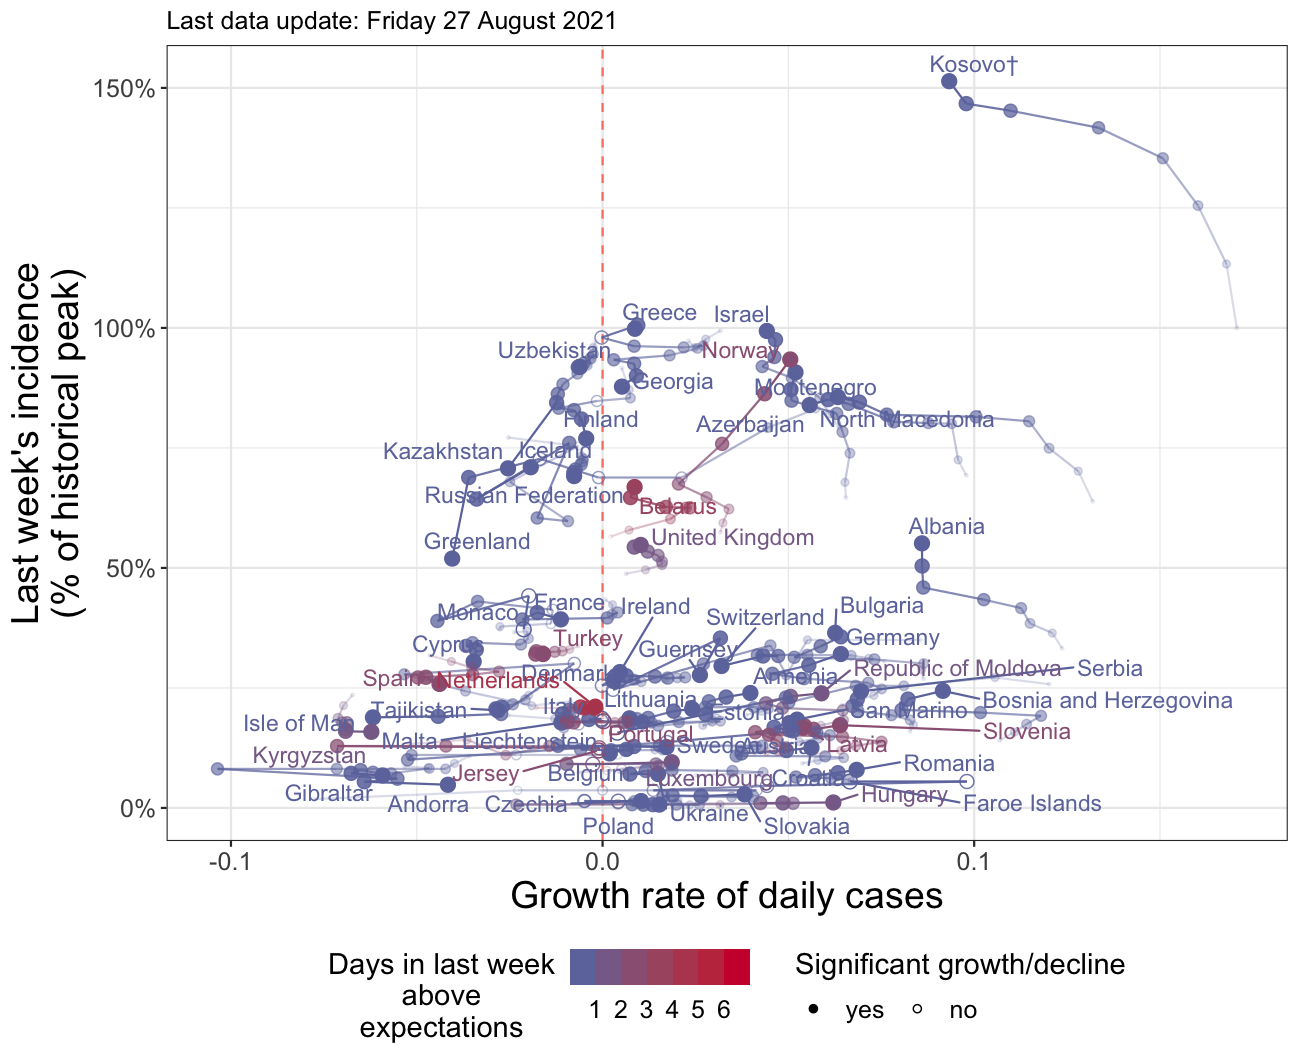 Last data update: Friday 27 August 2021
Last week's incidence
(% of historical peak)
150%
100%
50%
0%
Kosovo†
Greece
Israel
Uzbekistan
Norway
Georgia
Montenegro
Finland
Azerbaijan
North Macedonia
Kazakhstan
Iceland
Russian Federation
Belarus
Greenland
United Kingdom
Albania
Monaco
France
Ireland
Switzerland
Bulgaria
Cyprus
Turkey
Guernsey
Germany
Spain
Netherlands
Denmark
Armenia
Republic of Moldova
Serbia
Tajikistan
Italy
Lithuania
Estonia
San Marino
Bosnia and Herzegovina
Isle of Man
Malta
Liechtenstein
Portugal
Sweden
Austria
Latvia
Slovenia
Kyrgyzstan
Jersey
Belgium
Luxembourg
Croatia
Romania
Gibraltar
Andorra
Czechia
Poland
Ukraine
Slovakia
Hungary
Faroe Islands
-0.1
0.0
0.1
Growth rate of daily cases
Days in last week
above
expectations
1 2 3 4 5 6
Significant growth/decline
yes
no